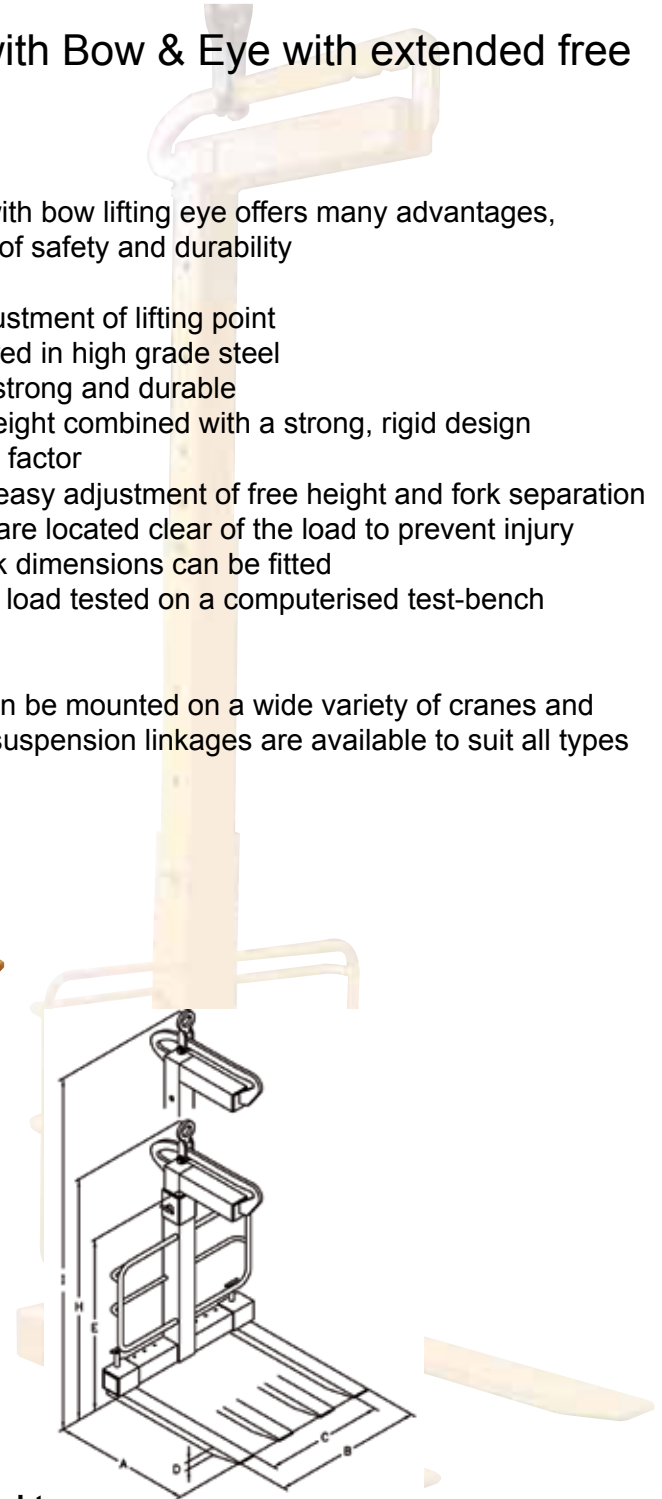 with Bow & Eye with extended free
with bow lifting eye offers many advantages,
of safety and durability
ustment of lifting point
red in high grade steel
strong and durable
eight combined with a strong, rigid design
factor
easy adjustment of free height and fork separation
are located clear of the load to prevent injury
k dimensions can be fitted
load tested on a computerised test-bench
n be mounted on a wide variety of cranes and
suspension linkages are available to suit all types
H
E
C
B
A
D